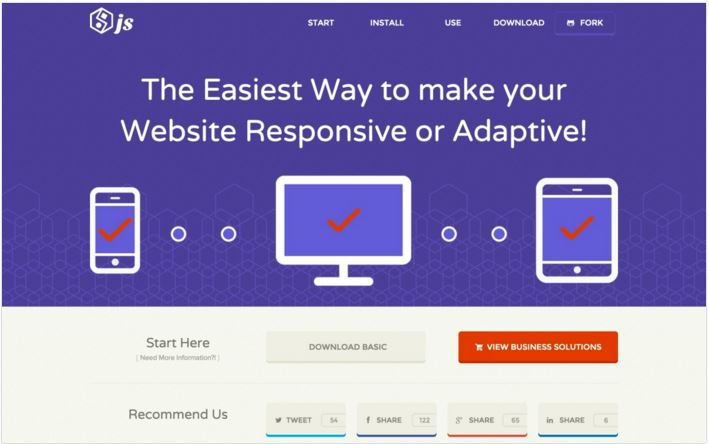 js
START INSTALL USE DOWNLOAD FORK
The Easiest Way to make your
Website Responsive or Adaptive!
Start Here
[ Need More Information?! ]
DOWNLOAD BASIC
VIEW BUSINESS SOLUTIONS
Recommend Us
TWEET 54
f SHARE 122
g+ SHARE 65
in SHARE 6